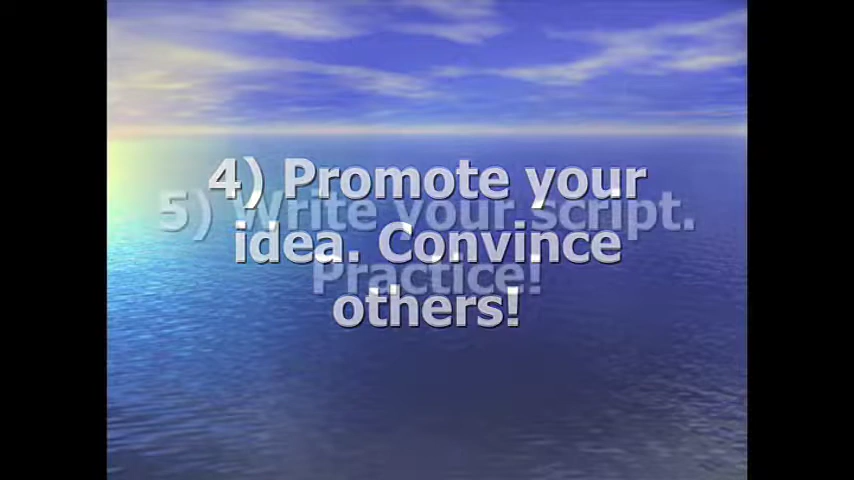 4) Promote your
idea. Convince
others!
5) Write your script.
Practice!